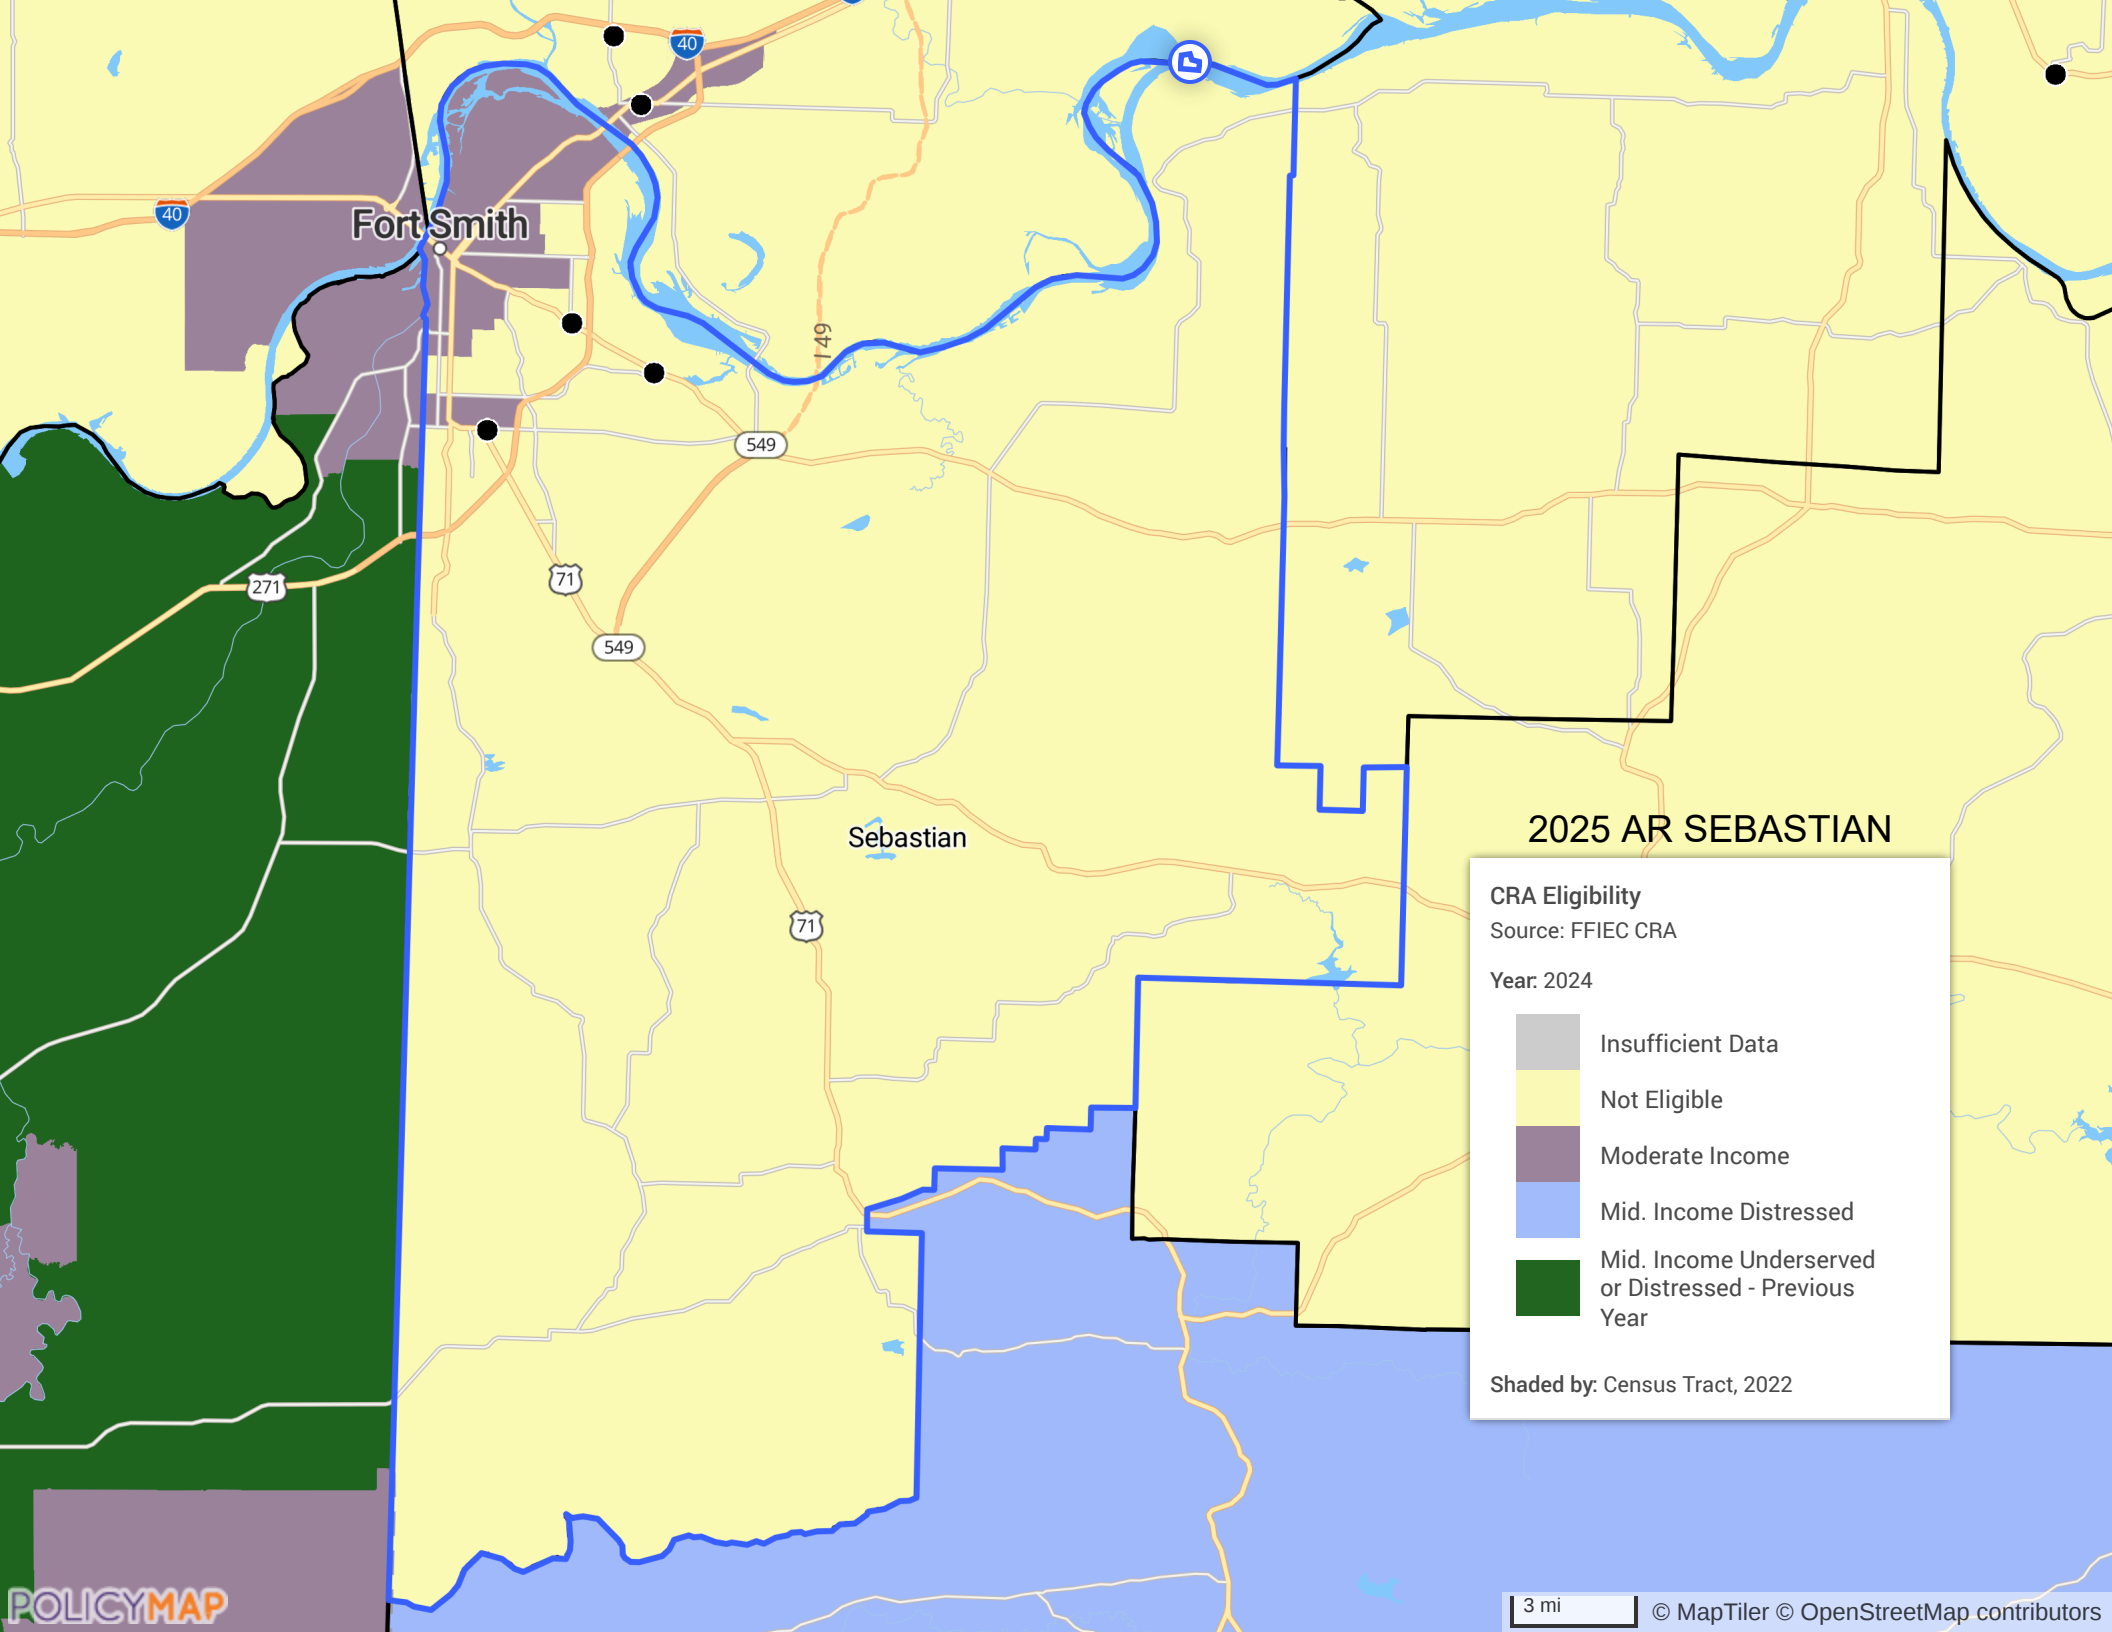 40
40
Fort Smith
I 49
549
71
271
549
Sebastian
71
2025 AR SEBASTIAN
CRA Eligibility
Source: FFIEC CRA
Year: 2024
Insufficient Data
Not Eligible
Moderate Income
Mid. Income Distressed
Mid. Income Underserved
or Distressed - Previous
Year
Shaded by: Census Tract, 2022
POLICYMAP
3 mi
© MapTiler © OpenStreetMap contributors